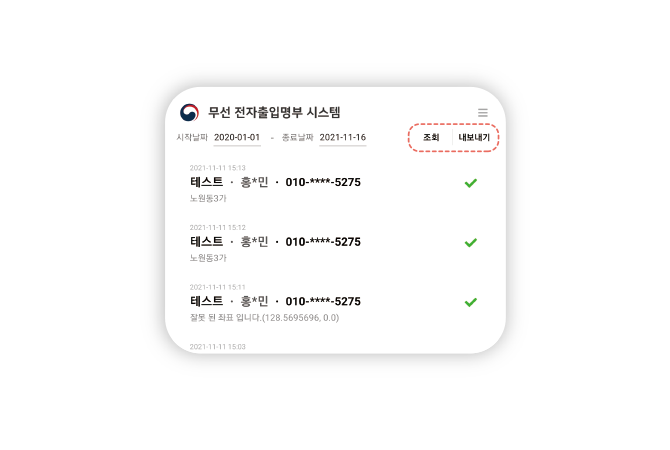 무선 전자출입명부 시스템
시작날짜 2020-01-01 - 종료날짜 2021-11-16 조회 내보내기
2021-11-11 15:13
테스트 · 홍*민 · 010-****-5275
노원동3가
2021-11-11 15:12
테스트 · 홍*민 · 010-****-5275
노원동3가
2021-11-11 15:11
테스트 · 홍*민 · 010-****-5275
잘못 된 좌표 입니다.(128.5695696, 0.0)
2021-11-11 15:03